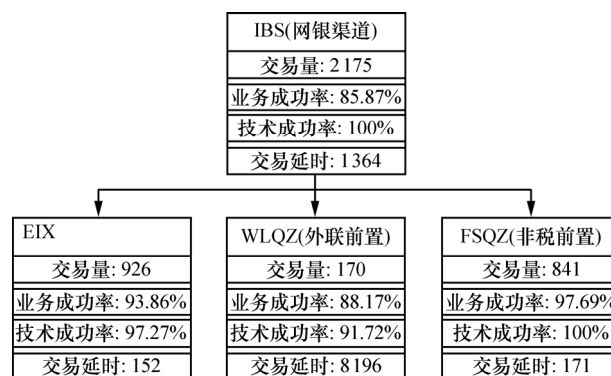 IBS(网银渠道)
交易量: 2175
业务成功率: 85.87%
技术成功率: 100%
交易延时: 1364
EIX
交易量: 926
业务成功率: 93.86%
技术成功率: 97.27%
交易延时: 152
WLQZ(外联前置)
交易量: 170
业务成功率: 88.17%
技术成功率: 91.72%
交易延时: 8196
FSQZ(非税前置)
交易量: 841
业务成功率: 97.69%
技术成功率: 100%
交易延时: 171